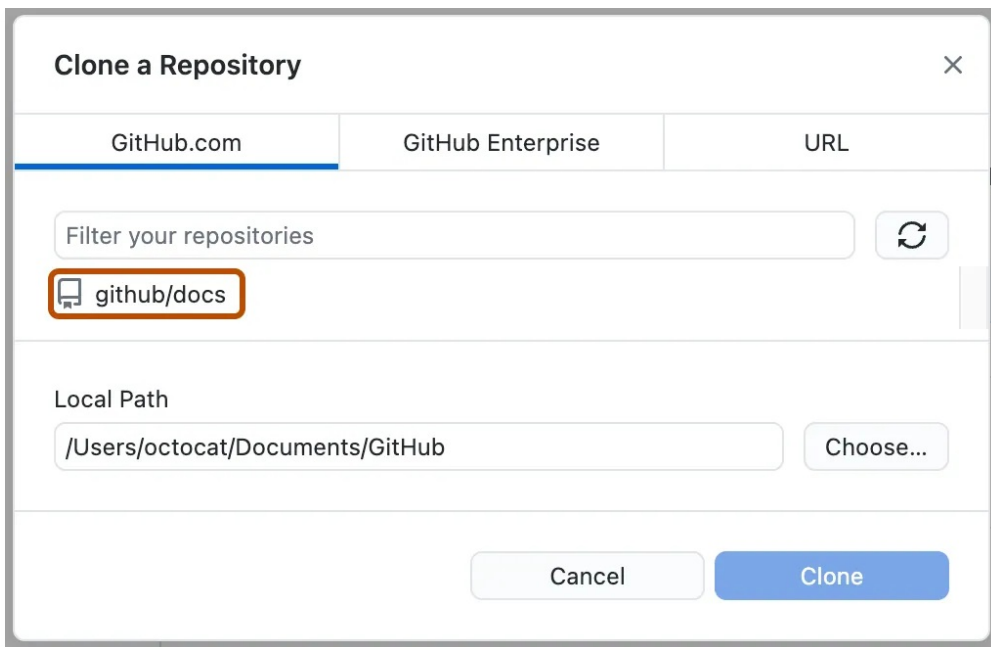 Clone a Repository
GitHub.com GitHub Enterprise URL
Filter your repositories
github/docs
Local Path
/Users/octocat/Documents/GitHub Choose...
Cancel Clone